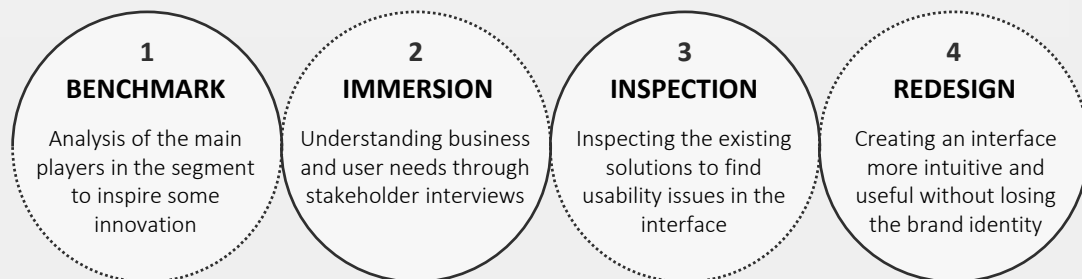 1
BENCHMARK
Analysis of the main
players in the segment
to inspire some
innovation
2
IMMERSION
Understanding business
and user needs through
stakeholder interviews
3
INSPECTION
Inspecting the existing
solutions to find
usability issues in the
interface
4
REDESIGN
Creating an interface
more intuitive and
useful without losing
the brand identity